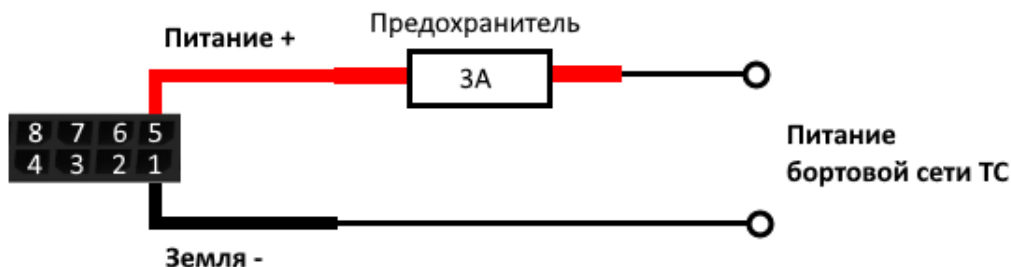 Предохранитель
Питание +
3А
8 7 6 5
4 3 2 1
Питание
бортовой сети ТС
Земля -